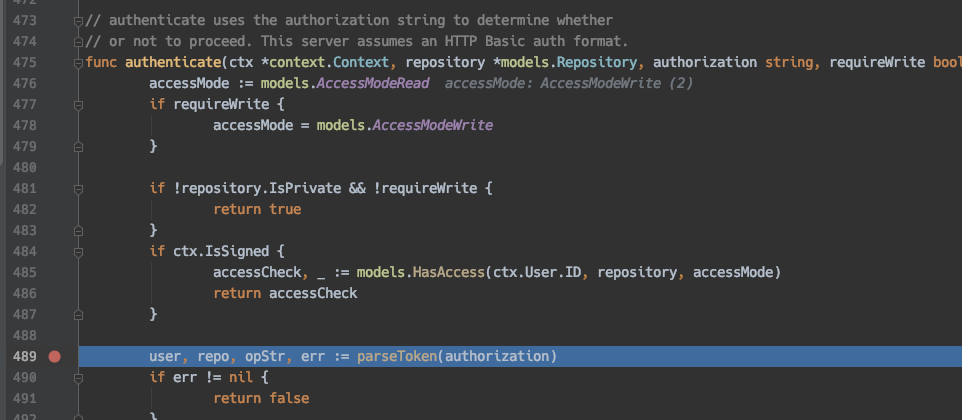 472
473 // authenticate uses the authorization string to determine whether
474 // or not to proceed. This server assumes an HTTP Basic auth format.
475 func authenticate(ctx *context.Context, repository *models.Repository, authorization string, requireWrite bool
476 accessMode := models.AccessModeRead accessMode: AccessModeWrite (2)
477 if requireWrite {
478 accessMode = models.AccessModeWrite
479 }
480
481 if !repository.IsPrivate && !requireWrite {
482 return true
483 }
484 if ctx.IsSigned {
485 accessCheck, _ := models.HasAccess(ctx.User.ID, repository, accessMode)
486 return accessCheck
487 }
488
489 user, repo, opStr, err := parseToken(authorization)
490 if err != nil {
491 return false
492 }